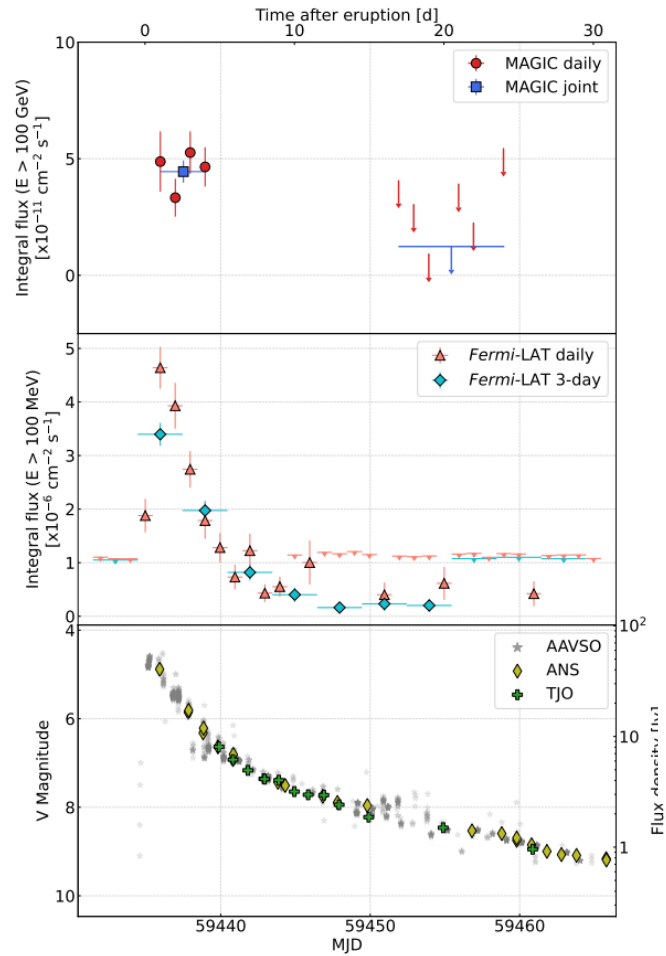 Time after eruption [d]
0 10 20 30
10
5
0
Integral flux (E > 100 GeV)
[x10⁻¹¹ cm⁻² s⁻¹]
MAGIC daily
MAGIC joint
5
4
3
2
1
0
Integral flux (E > 100 MeV)
[x10⁻⁶ cm⁻² s⁻¹]
Fermi-LAT daily
Fermi-LAT 3-day
4
6
8
10
V Magnitude
AAVSO
ANS
TJO
10²
10
1
Flux density [Jy]
59440 59450 59460
MJD